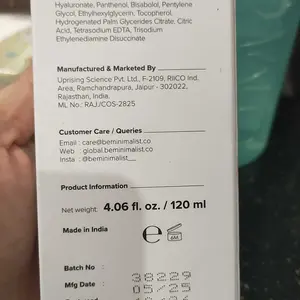 Hyaluronate, Panthenol, Bisabolol, Pentylene
Glycol, Ethylhexylglycerin, Tocopherol,
Hydrogenated Palm Glycerides Citrate, Citric
Acid, Tetrasodium EDTA, Trisodium
Ethylenediamine Disuccinate
Manufactured & Marketed By
Uprising Science Pvt. Ltd., F-2109, RIICO Ind.
Area, Ramchandrapura, Jaipur - 302022,
Rajasthan, India.
ML No.: RAJ/COS-2825
Customer Care / Queries
Email : care@beminimalist.co
Web : global.beminimalist.co
Insta : @beminimalist__
Product Information
Net weight: 4.06 fl. oz. / 120 ml
Made in India
Batch No : 38229
Mfg Date : 05/25